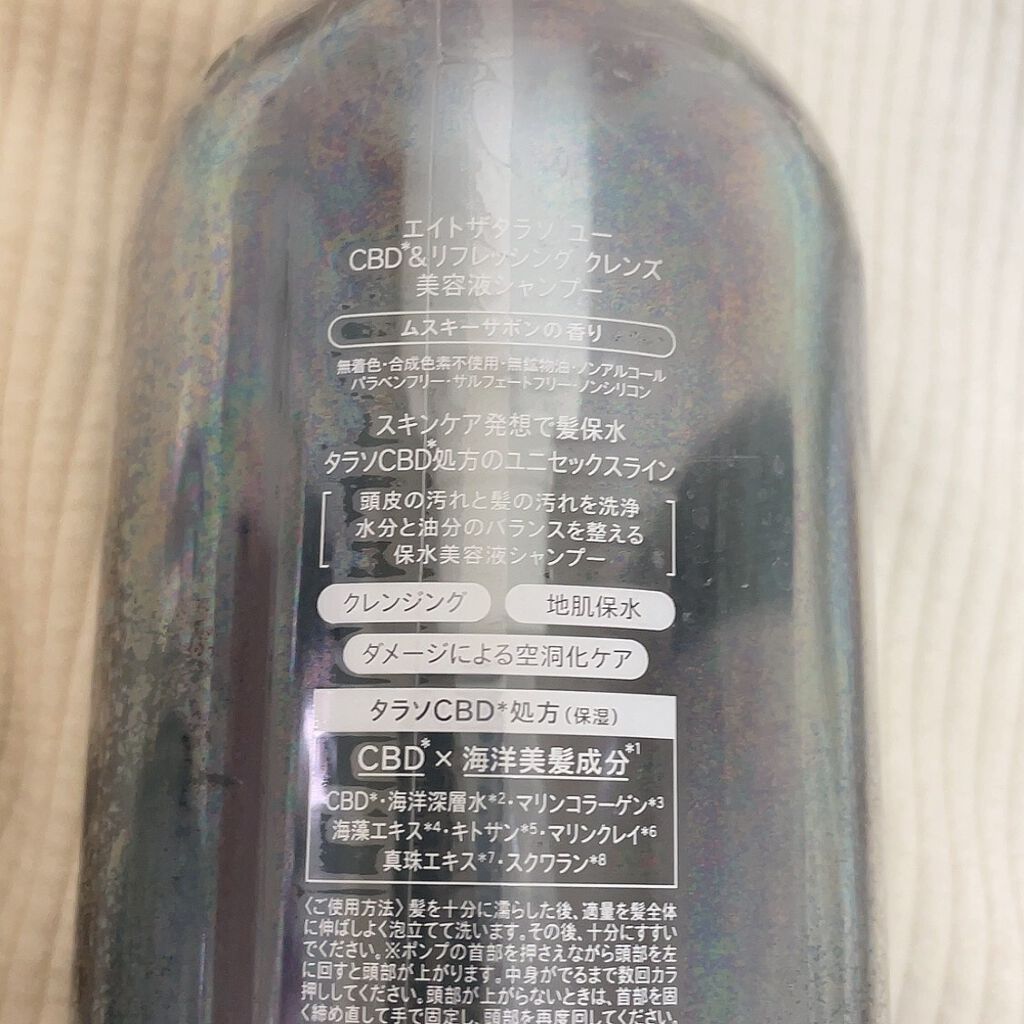 エイトザタラソ ユー
CBD*&リフレッシング クレンズ
美容液シャンプー
ムスキーサボンの香り
無着色・合成色素不使用・無鉱物油・ノンアルコール
パラベンフリー・サルフェートフリー・ノンシリコン
スキンケア発想で髪保水
タラソCBD*処方のユニセックスライン
頭皮の汚れと髪の汚れを洗浄
水分と油分のバランスを整える
保水美容液シャンプー
クレンジング 地肌保水
ダメージによる空洞化ケア
タラソCBD*処方(保湿)
CBD*×海洋美髪成分*1
CBD*・海洋深層水*2・マリンコラーゲン*3
海藻エキス*4・キトサン*5・マリンクレイ*6
真珠エキス*7・スクワラン*8
〈ご使用方法〉髪を十分に濡らした後、適量を髪全体
に伸ばしよく泡立てて洗います。その後、十分にすすい
でください。※ポンプの首部を押さえながら頭部を左
に回すと頭部が上がります。中身がでるまで数回カラ
押ししてください。頭部が上がらないときは、首部を固
く締め直して手で固定し、頭部を再度回してください。